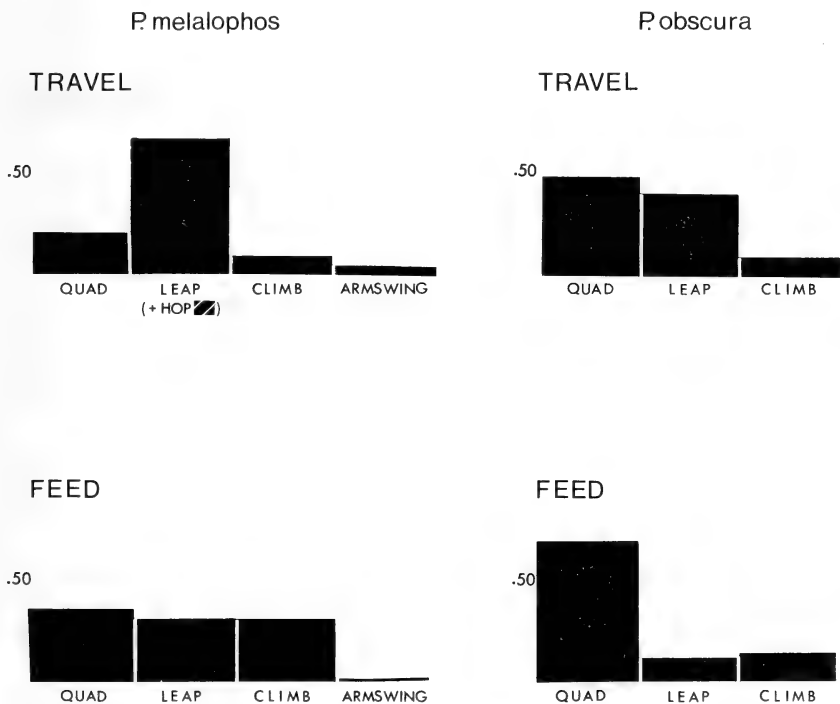 P. melalophos
P. obscura
TRAVEL
TRAVEL
.50
.50
QUAD LEAP CLIMB ARMSWING
(+ HOP )
QUAD LEAP CLIMB
FEED
FEED
.50
.50
QUAD LEAP CLIMB ARMSWING
QUAD LEAP CLIMB